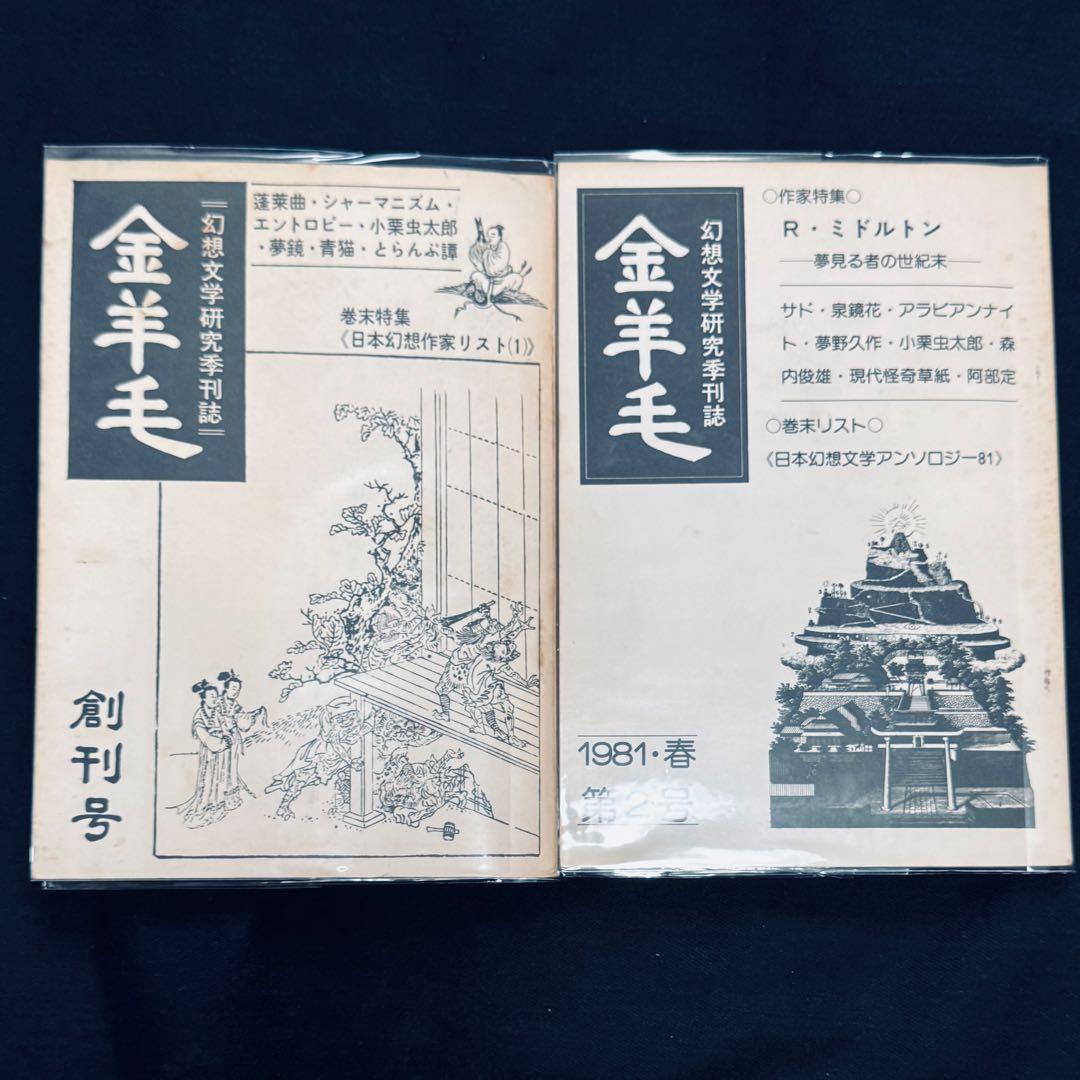 金羊毛
＝幻想文学研究季刊誌＝
蓬莱曲・シャーマニズム・
エントロピー・小栗虫太郎
・夢鏡・青猫・とらんぷ譚
巻末特集
《日本幻想作家リスト(1)》
創刊号
金羊毛
幻想文学研究季刊誌
○作家特集○
R・ミドルトン
――夢見る者の世紀末――
サド・泉鏡花・アラビアンナイ
ト・夢野久作・小栗虫太郎・森
内俊雄・現代怪奇草紙・阿部定
○巻末リスト○
《日本幻想文学アンソロジー81》
1981・春
第2号